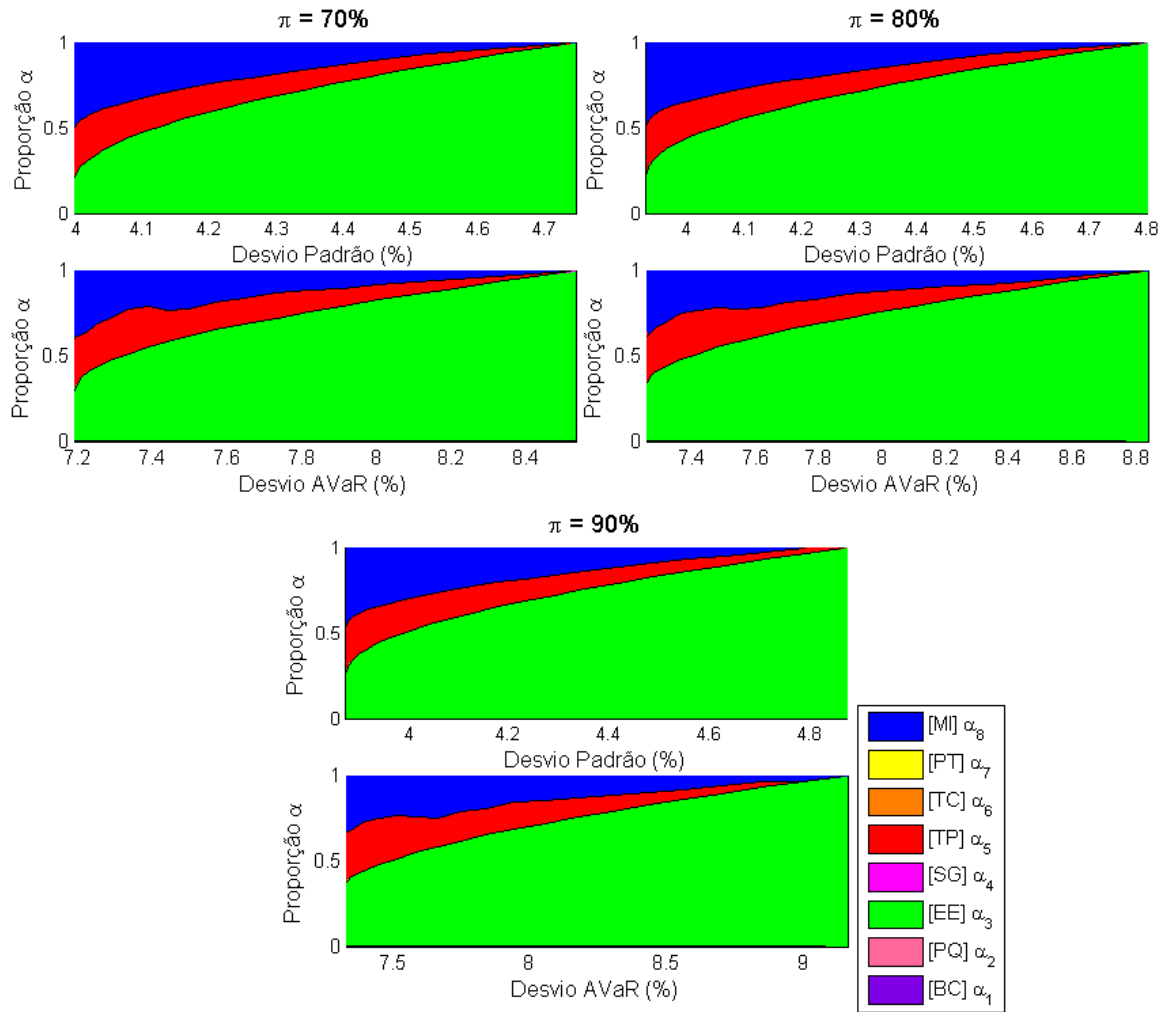 π = 70%
1
0.5
0
Proporção α
4 4.1 4.2 4.3 4.4 4.5 4.6 4.7
Desvio Padrão (%)
1
0.5
0
Proporção α
7.2 7.4 7.6 7.8 8 8.2 8.4
Desvio AVaR (%)
π = 80%
1
0.5
0
Proporção α
4 4.1 4.2 4.3 4.4 4.5 4.6 4.7 4.8
Desvio Padrão (%)
1
0.5
0
Proporção α
7.4 7.6 7.8 8 8.2 8.4 8.6 8.8
Desvio AVaR (%)
π = 90%
1
0.5
0
Proporção α
4 4.2 4.4 4.6 4.8
Desvio Padrão (%)
1
0.5
0
Proporção α
7.5 8 8.5 9
Desvio AVaR (%)
[MI] α8
[PT] α7
[TC] α6
[TP] α5
[SG] α4
[EE] α3
[PQ] α2
[BC] α1